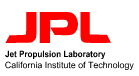 JPL
Jet Propulsion Laboratory
California Institute of Technology